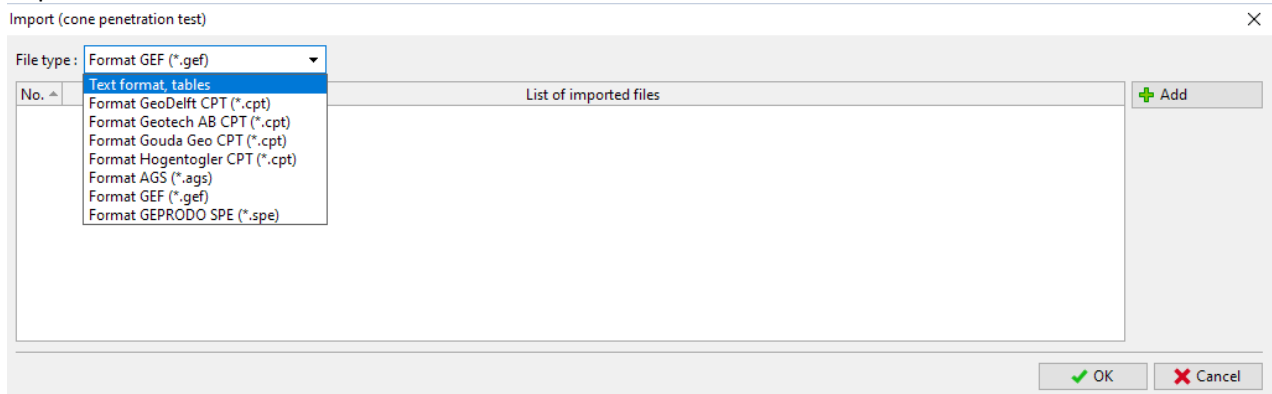 Import (cone penetration test)
File type : Format GEF (*.gef)
No. List of imported files
Add
Text format, tables
Format GeoDelft CPT (*.cpt)
Format Geotech AB CPT (*.cpt)
Format Gouda Geo CPT (*.cpt)
Format Hogentogler CPT (*.cpt)
Format AGS (*.ags)
Format GEF (*.gef)
Format GEPRODO SPE (*.spe)
OK Cancel